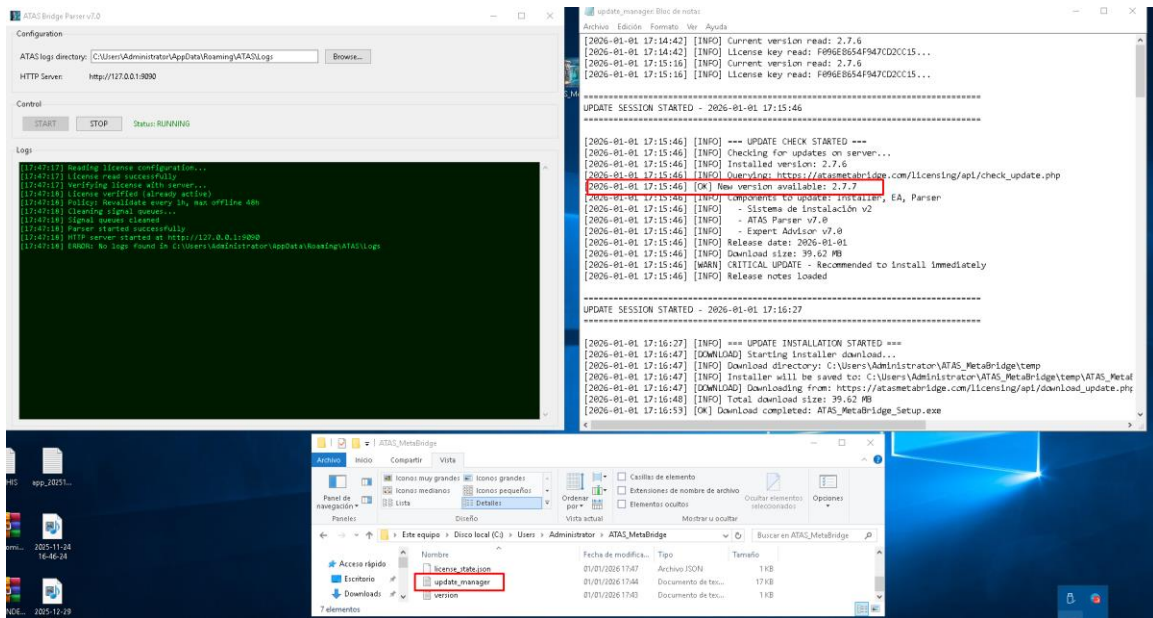 ATAS Bridge Parser v7.0
Configuration
ATAS logs directory: C:\Users\Administrator\AppData\Roaming\ATAS\Logs Browse...
HTTP Server: http://127.0.0.1:9090
Control
START STOP Status: RUNNING
Logs
[17:47:17] Reading license configuration...
[17:47:17] License read successfully
[17:47:17] Verifying license with server...
[17:47:18] License verified (already active)
[17:47:18] Policy: Revalidate every 1h, max offline 48h
[17:47:18] Cleaning signal queues...
[17:47:18] Signal queues cleaned
[17:47:18] Parser started successfully
[17:47:18] HTTP server started at http://127.0.0.1:9090
[17:47:18] ERROR: No logs found in C:\Users\Administrator\AppData\Roaming\ATAS\Logs
update_manager: Bloc de notas
Archivo Edición Formato Ver Ayuda
[2026-01-01 17:14:42] [INFO] Current version read: 2.7.6
[2026-01-01 17:14:42] [INFO] License key read: F096E8654F947CD2CC15...
[2026-01-01 17:15:16] [INFO] Current version read: 2.7.6
[2026-01-01 17:15:16] [INFO] License key read: F096E8654F947CD2CC15...
================================================================================
UPDATE SESSION STARTED - 2026-01-01 17:15:46
================================================================================
[2026-01-01 17:15:46] [INFO] === UPDATE CHECK STARTED ===
[2026-01-01 17:15:46] [INFO] Checking for updates on server...
[2026-01-01 17:15:46] [INFO] Installed version: 2.7.6
[2026-01-01 17:15:46] [INFO] Querying: https://atasmetabridge.com/licensing/api/check_update.php
[2026-01-01 17:15:46] [OK] New version available: 2.7.7
[2026-01-01 17:15:46] [INFO] Components to update: Installer, EA, Parser
[2026-01-01 17:15:46] [INFO] - Sistema de instalación v2
[2026-01-01 17:15:46] [INFO] - ATAS Parser v7.0
[2026-01-01 17:15:46] [INFO] - Expert Advisor v7.0
[2026-01-01 17:15:46] [INFO] Release date: 2026-01-01
[2026-01-01 17:15:46] [INFO] Download size: 39.62 MB
[2026-01-01 17:15:46] [WARN] CRITICAL UPDATE - Recommended to install immediately
[2026-01-01 17:15:46] [INFO] Release notes loaded
================================================================================
UPDATE SESSION STARTED - 2026-01-01 17:16:27
================================================================================
[2026-01-01 17:16:27] [INFO] === UPDATE INSTALLATION STARTED ===
[2026-01-01 17:16:47] [DOWNLOAD] Starting installer download...
[2026-01-01 17:16:47] [INFO] Download directory: C:\Users\Administrator\ATAS_MetaBridge\temp
[2026-01-01 17:16:47] [INFO] Installer will be saved to: C:\Users\Administrator\ATAS_MetaBridge\temp\ATAS_MetaB
[2026-01-01 17:16:47] [DOWNLOAD] Downloading from: https://atasmetabridge.com/licensing/api/download_update.php
[2026-01-01 17:16:48] [INFO] Total download size: 39.62 MB
[2026-01-01 17:16:53] [OK] Download completed: ATAS_MetaBridge_Setup.exe
ATAS_MetaBridge
Archivo Inicio Compartir Vista
Panel de navegación
Iconos muy grandes Iconos grandes
Iconos medianos Iconos pequeños
Lista Detalles
Ordenar por
Casillas de elemento
Extensiones de nombre de archivo
Elementos ocultos
Ocultar elementos seleccionados
Opciones
Paneles Diseño Vista actual Mostrar u ocultar
Este equipo > Disco local (C:) > Users > Administrator > ATAS_MetaBridge
Buscar en ATAS_MetaBridge
Acceso rápido
Escritorio
Downloads
Nombre Fecha de modifica... Tipo Tamaño
license_state.json 01/01/2026 17:47 Archivo JSON 1 KB
update_manager 01/01/2026 17:44 Documento de tex... 17 KB
version 01/01/2026 17:43 Documento de tex... 1 KB
7 elementos
HIS app_20251...
omi... 2025-11-24
16-46-24
NDE... 2025-12-29